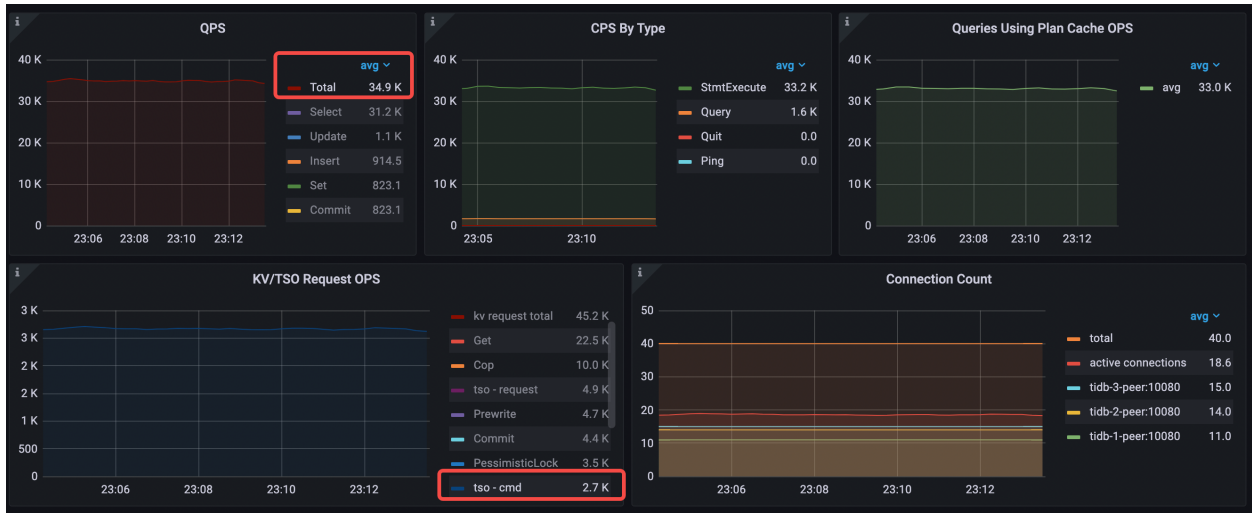 QPS
40 K
30 K
20 K
10 K
0
23:06 23:08 23:10 23:12
avg
Total 34.9 K
Select 31.2 K
Update 1.1 K
Insert 914.5
Set 823.1
Commit 823.1
CPS By Type
40 K
30 K
20 K
10 K
0
23:05 23:10
avg
StmtExecute 33.2 K
Query 1.6 K
Quit 0.0
Ping 0.0
Queries Using Plan Cache OPS
40 K
30 K
20 K
10 K
0
23:06 23:08 23:10 23:12
avg
avg 33.0 K
KV/TSO Request OPS
3 K
3 K
2 K
2 K
1 K
500
0
23:06 23:08 23:10 23:12
kv request total 45.2 K
Get 22.5 K
Cop 10.0 K
tso - request 4.9 K
Prewrite 4.7 K
Commit 4.4 K
PessimisticLock 3.5 K
tso - cmd 2.7 K
Connection Count
50
40
30
20
10
0
23:06 23:08 23:10 23:12
avg
total 40.0
active connections 18.6
tidb-3-peer:10080 15.0
tidb-2-peer:10080 14.0
tidb-1-peer:10080 11.0